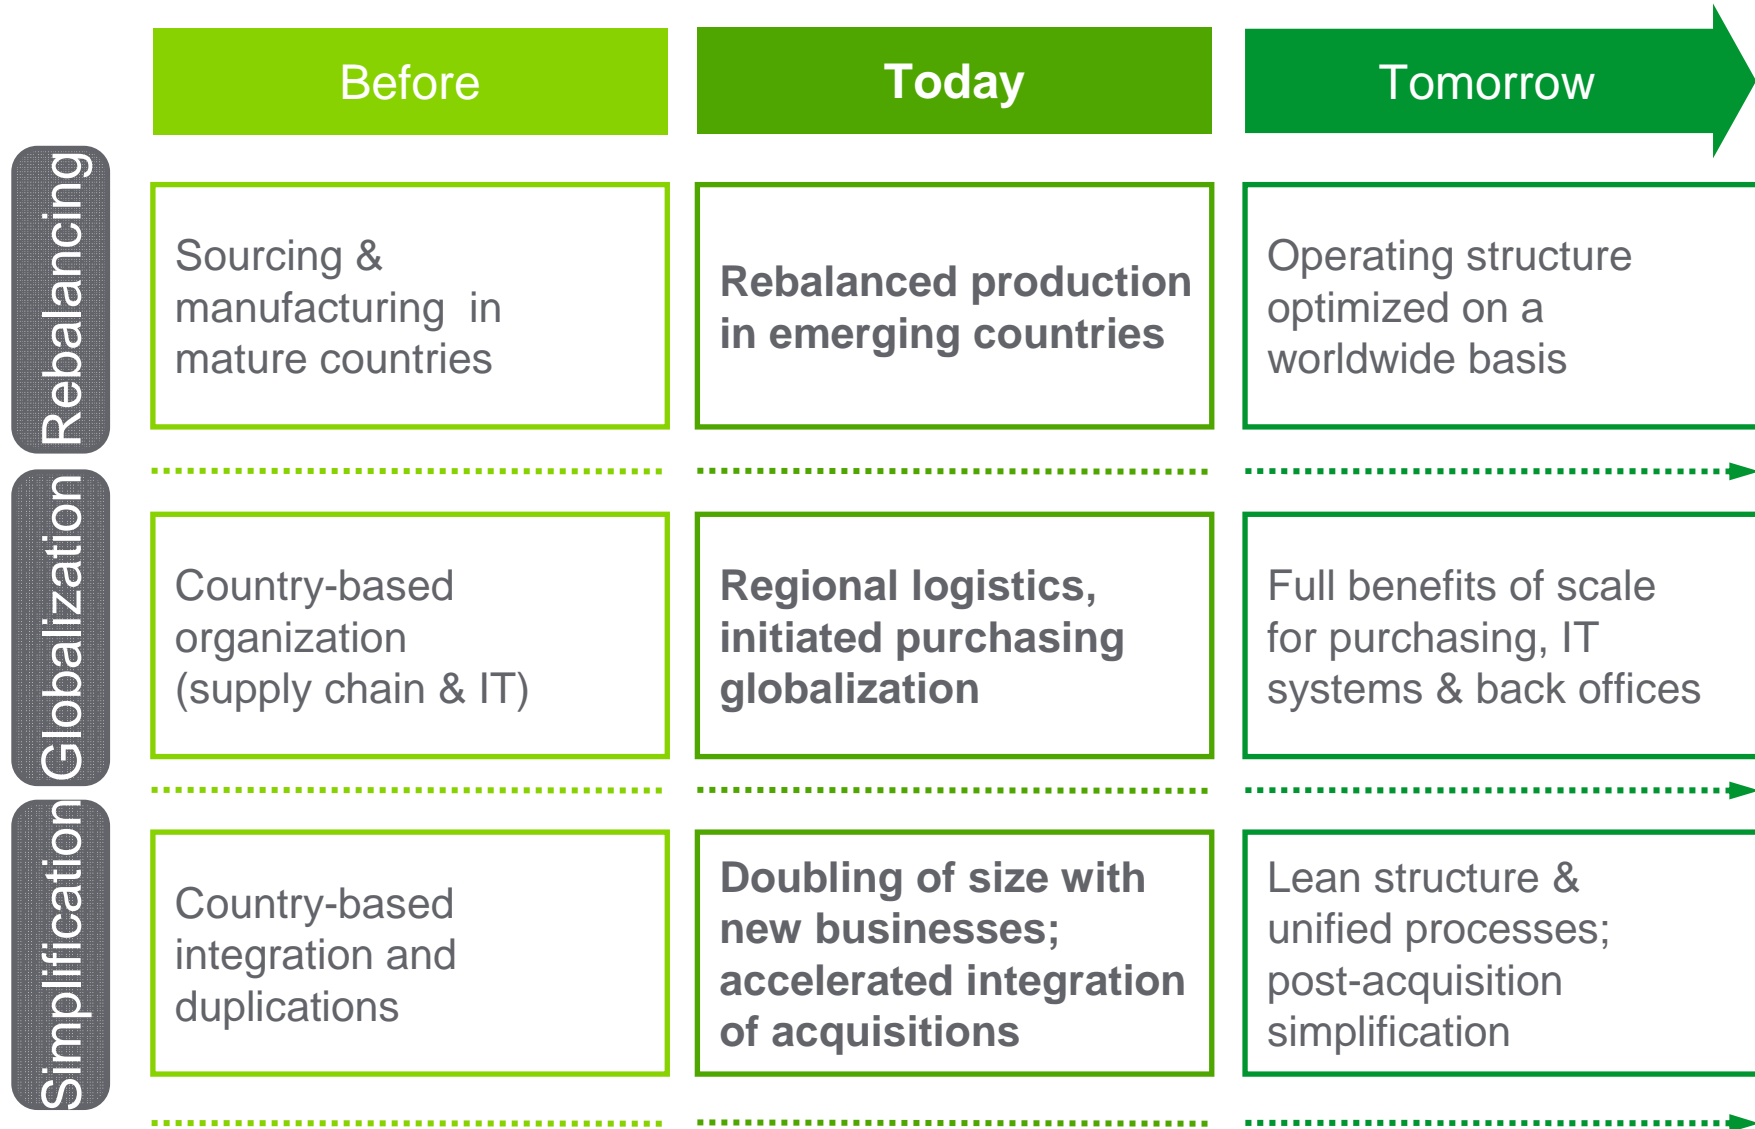 Before
Today
Tomorrow
Rebalancing
Sourcing &
manufacturing in
mature countries
Rebalanced production
in emerging countries
Operating structure
optimized on a
worldwide basis
Globalization
Country-based
organization
(supply chain & IT)
Regional logistics,
initiated purchasing
globalization
Full benefits of scale
for purchasing, IT
systems & back offices
Simplification
Country-based
integration and
duplications
Doubling of size with
new businesses;
accelerated integration
of acquisitions
Lean structure &
unified processes;
post-acquisition
simplification